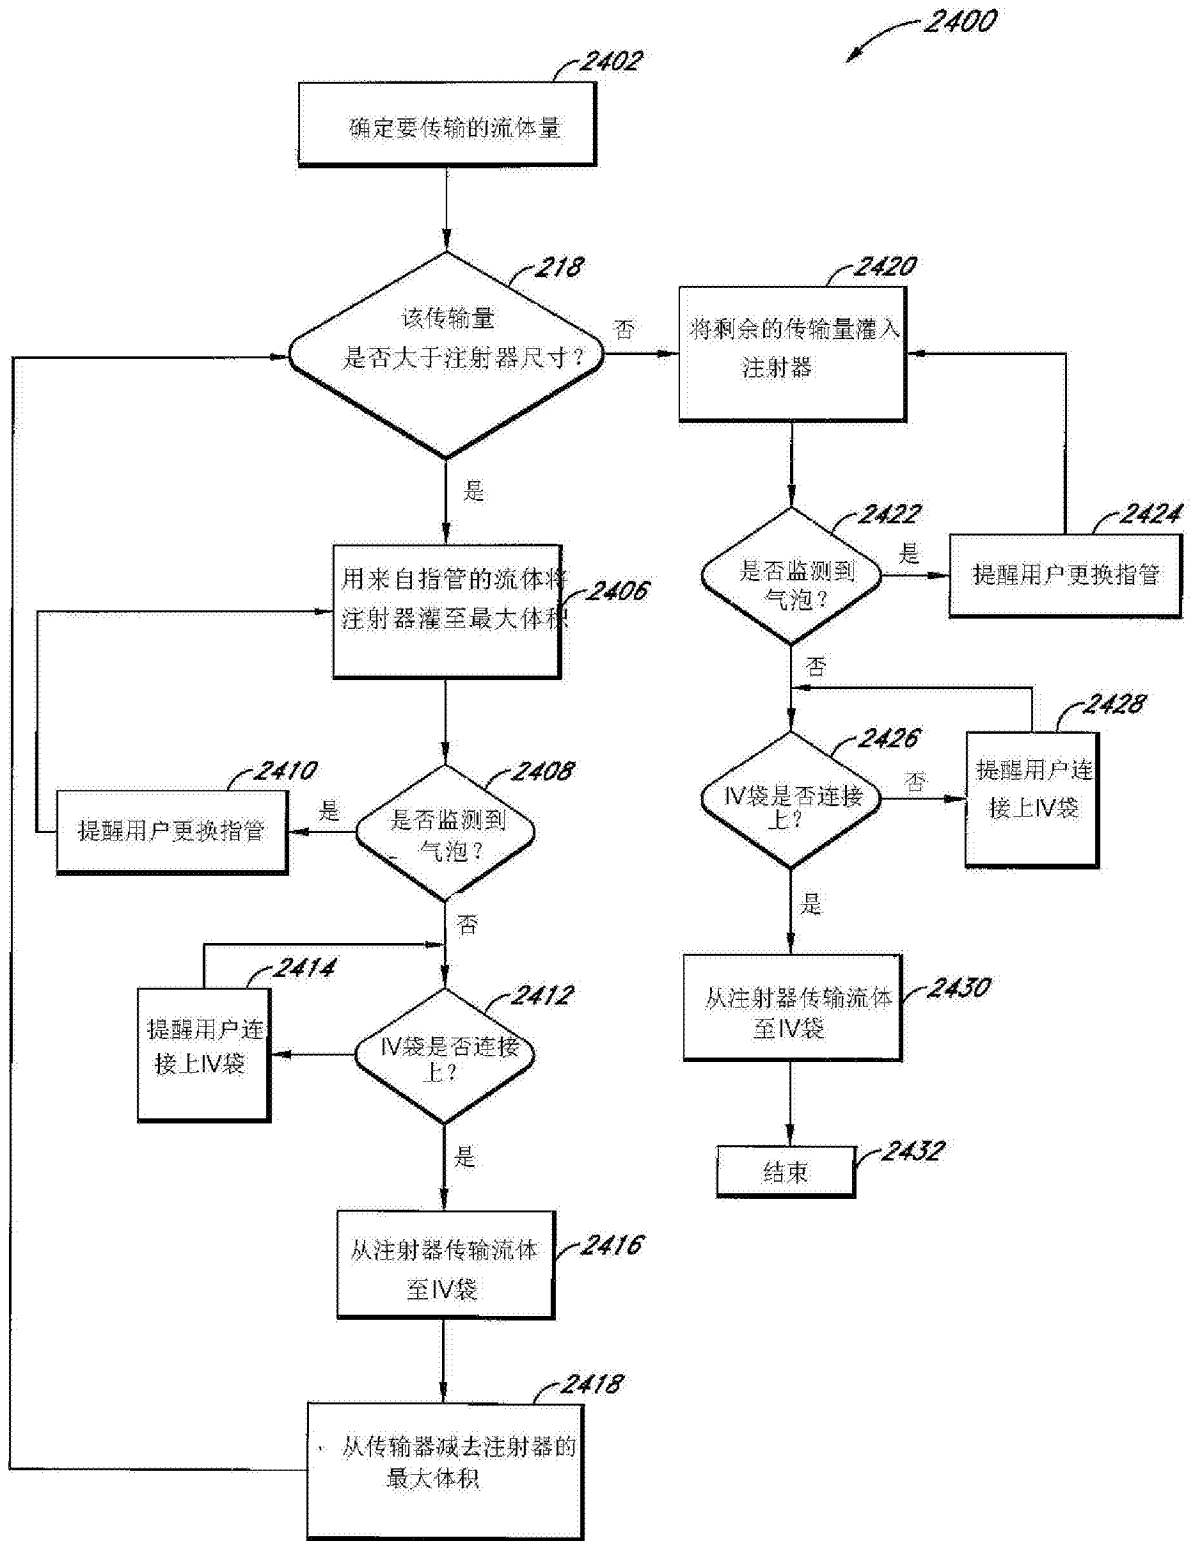 2400
2402
确定要传输的流体量
218
该传输量
是否大于注射器尺寸?
否
是
2420
将剩余的传输量灌入
注射器
2422
是否监测到
气泡?
是
否
2424
提醒用户更换指管
用来自指管的流体将
注射器灌至最大体积
2406
2408
是否监测到
气泡?
是
否
2410
提醒用户更换指管
2426
IV袋是否连接
上?
否
是
2428
提醒用户连
接上IV袋
2414
提醒用户连
接上IV袋
2412
IV袋是否连接
上?
是
2430
从注射器传输流体
至IV袋
2432
结束
从注射器传输流体
至IV袋
2416
2418
从传输器减去注射器的
最大体积